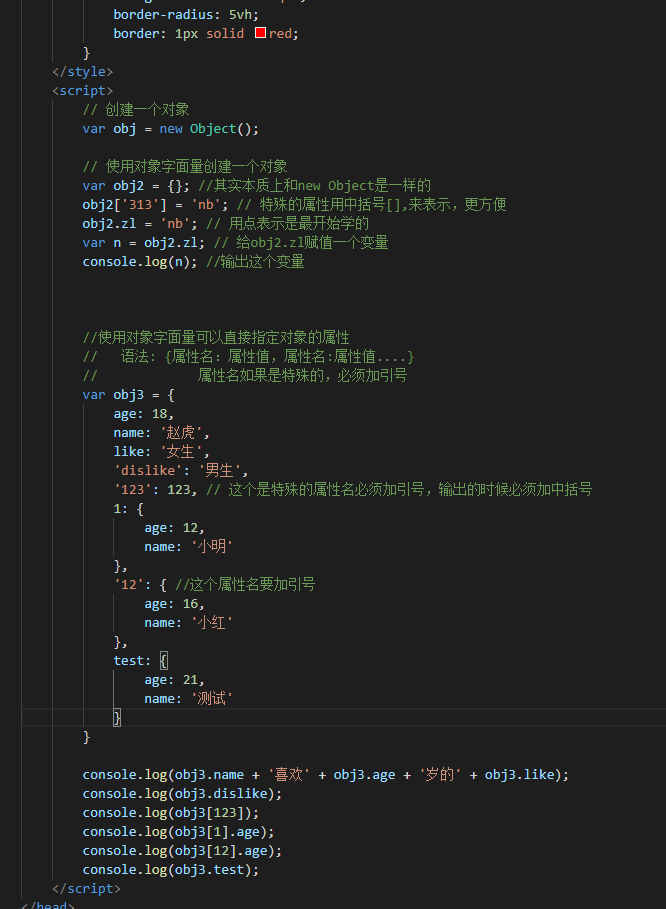 border-radius: 5vh;
border: 1px solid red;
}
</style>
<script>
// 创建一个对象
var obj = new Object();
// 使用对象字面量创建一个对象
var obj2 = {}; //其实本质上和new Object是一样的
obj2['313'] = 'nb'; // 特殊的属性用中括号[],来表示，更方便
obj2.zl = 'nb'; // 用点表示是最开始学的
var n = obj2.zl; // 给obj2.zl赋值一个变量
console.log(n); //输出这个变量
//使用对象字面量可以直接指定对象的属性
// 语法: {属性名: 属性值, 属性名:属性值....}
// 属性名如果是特殊的，必须加引号
var obj3 = {
age: 18,
name: '赵虎',
like: '女生',
'dislike': '男生',
'123': 123, // 这个是特殊的属性名必须加引号，输出的时候必须加中括号
1: {
age: 12,
name: '小明'
},
'12': { //这个属性名要加引号
age: 16,
name: '小红'
},
test: {
age: 21,
name: '测试'
}
}
console.log(obj3.name + '喜欢' + obj3.age + '岁的' + obj3.like);
console.log(obj3.dislike);
console.log(obj3[123]);
console.log(obj3[1].age);
console.log(obj3[12].age);
console.log(obj3.test);
</script>
</head>